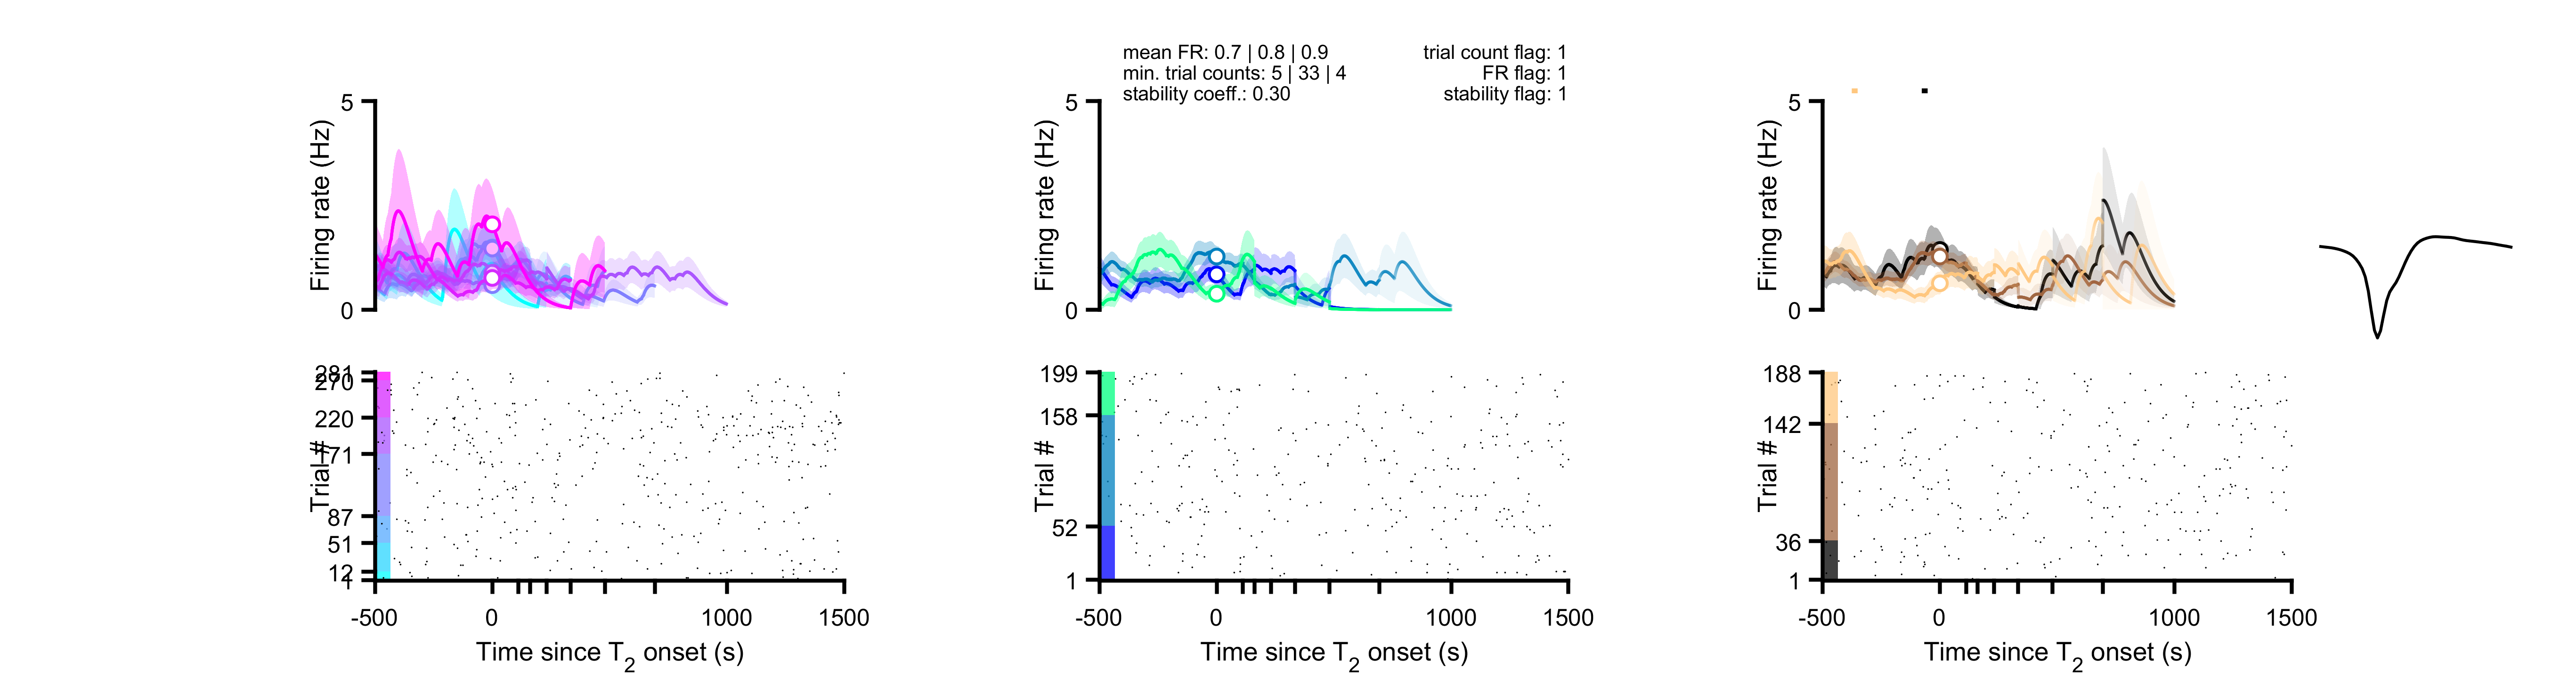 mean FR: 0.7 | 0.8 | 0.9
min. trial counts: 5 | 33 | 4
stability coeff.: 0.30
trial count flag: 1
FR flag: 1
stability flag: 1
5
Firing rate (Hz)
0
5
Firing rate (Hz)
0
5
Firing rate (Hz)
0
281
270
220
171
87
51
12
1
Trial #
-500
0
1000
1500
Time since T2 onset (s)
199
158
52
1
Trial #
-500
0
1000
1500
Time since T2 onset (s)
188
142
36
1
Trial #
-500
0
1000
1500
Time since T2 onset (s)